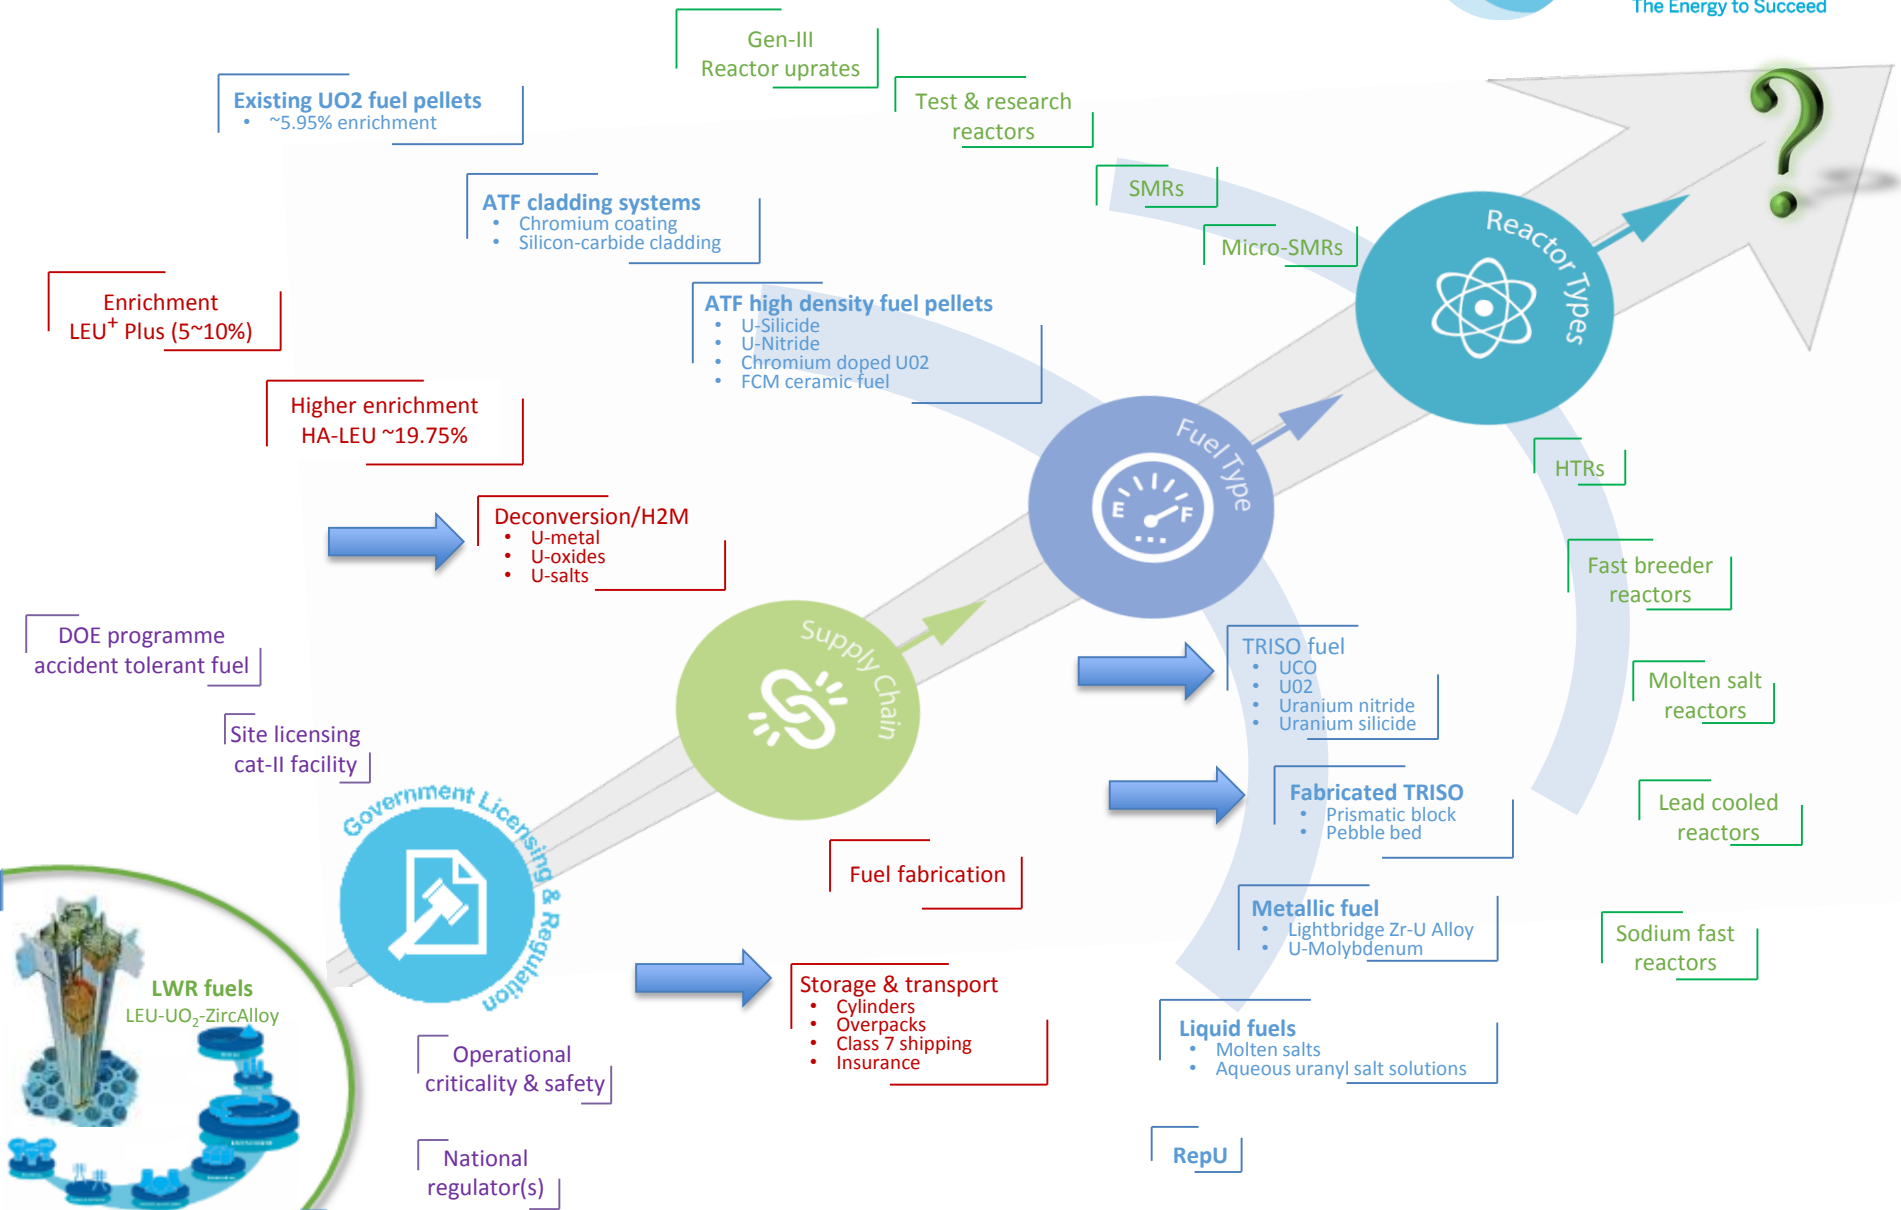 The Energy to Succeed
Gen-III
Reactor uprates
Existing UO2 fuel pellets
• ~5.95% enrichment
Test & research
reactors
ATF cladding systems
• Chromium coating
• Silicon-carbide cladding
SMRs
Micro-SMRs
Reactor Types
Enrichment
LEU+ Plus (5~10%)
ATF high density fuel pellets
• U-Silicide
• U-Nitride
• Chromium doped U02
• FCM ceramic fuel
Higher enrichment
HA-LEU ~19.75%
Fuel Type
E F
HTRs
Deconversion/H2M
• U-metal
• U-oxides
• U-salts
Fast breeder
reactors
DOE programme
accident tolerant fuel
Supply Chain
TRISO fuel
• UCO
• U02
• Uranium nitride
• Uranium silicide
Molten salt
reactors
Site licensing
cat-II facility
Government Licensing & Regulation
Fabricated TRISO
• Prismatic block
• Pebble bed
Lead cooled
reactors
Fuel fabrication
Metallic fuel
• Lightbridge Zr-U Alloy
• U-Molybdenum
Sodium fast
reactors
LWR fuels
LEU-UO2-ZircAlloy
Storage & transport
• Cylinders
• Overpacks
• Class 7 shipping
• Insurance
Liquid fuels
• Molten salts
• Aqueous uranyl salt solutions
Operational
criticality & safety
National
regulator(s)
RepU
?